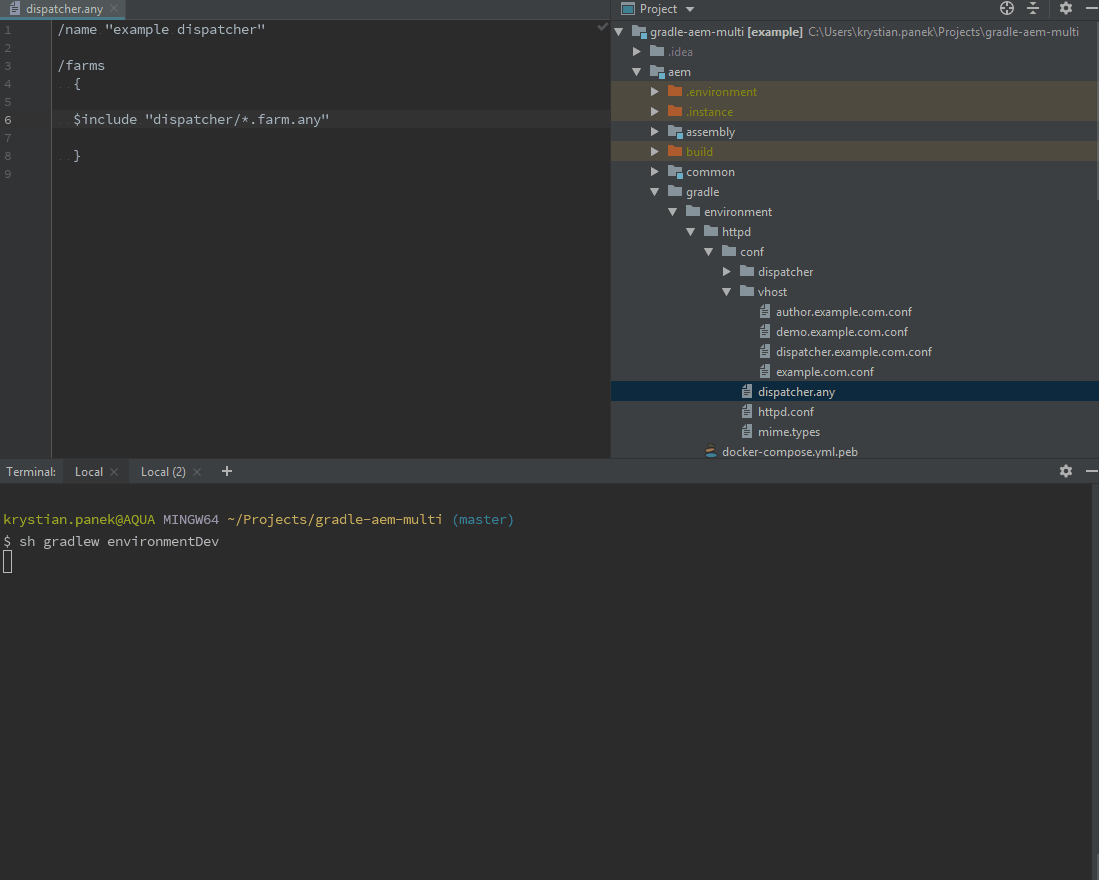 dispatcher.any
1 /name "example dispatcher"
2
3 /farms
4 {
5
6 $include "dispatcher/*.farm.any"
7
8 }
9
Project
gradle-aem-multi [example] C:\Users\krystian.panek\Projects\gradle-aem-multi
.idea
aem
.environment
.instance
assembly
build
common
gradle
environment
httpd
conf
dispatcher
vhost
author.example.com.conf
demo.example.com.conf
dispatcher.example.com.conf
example.com.conf
dispatcher.any
httpd.conf
mime.types
docker-compose.yml.peb
Terminal: Local Local (2)
krystian.panek@AQUA MINGW64 ~/Projects/gradle-aem-multi (master)
$ sh gradlew environmentDev